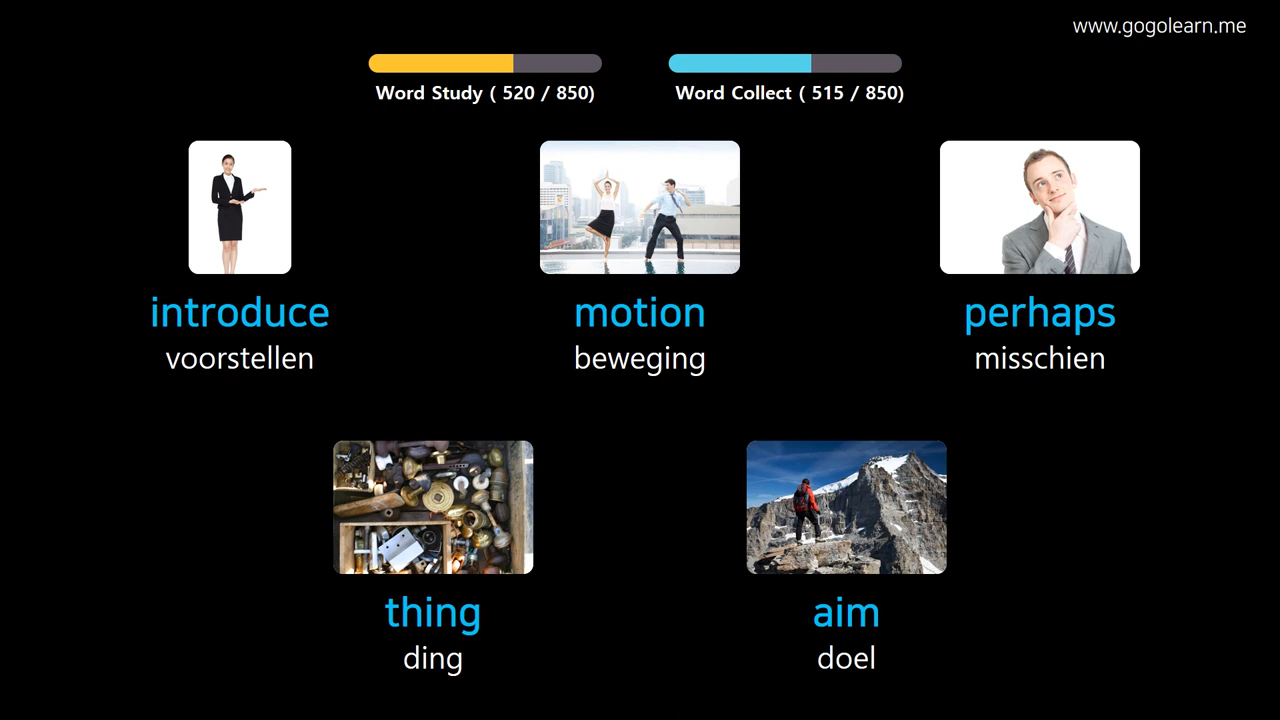 www.gogolearn.me
Word Study ( 520 / 850)
Word Collect ( 515 / 850)
introduce
voorstellen
motion
beweging
perhaps
misschien
thing
ding
aim
doel